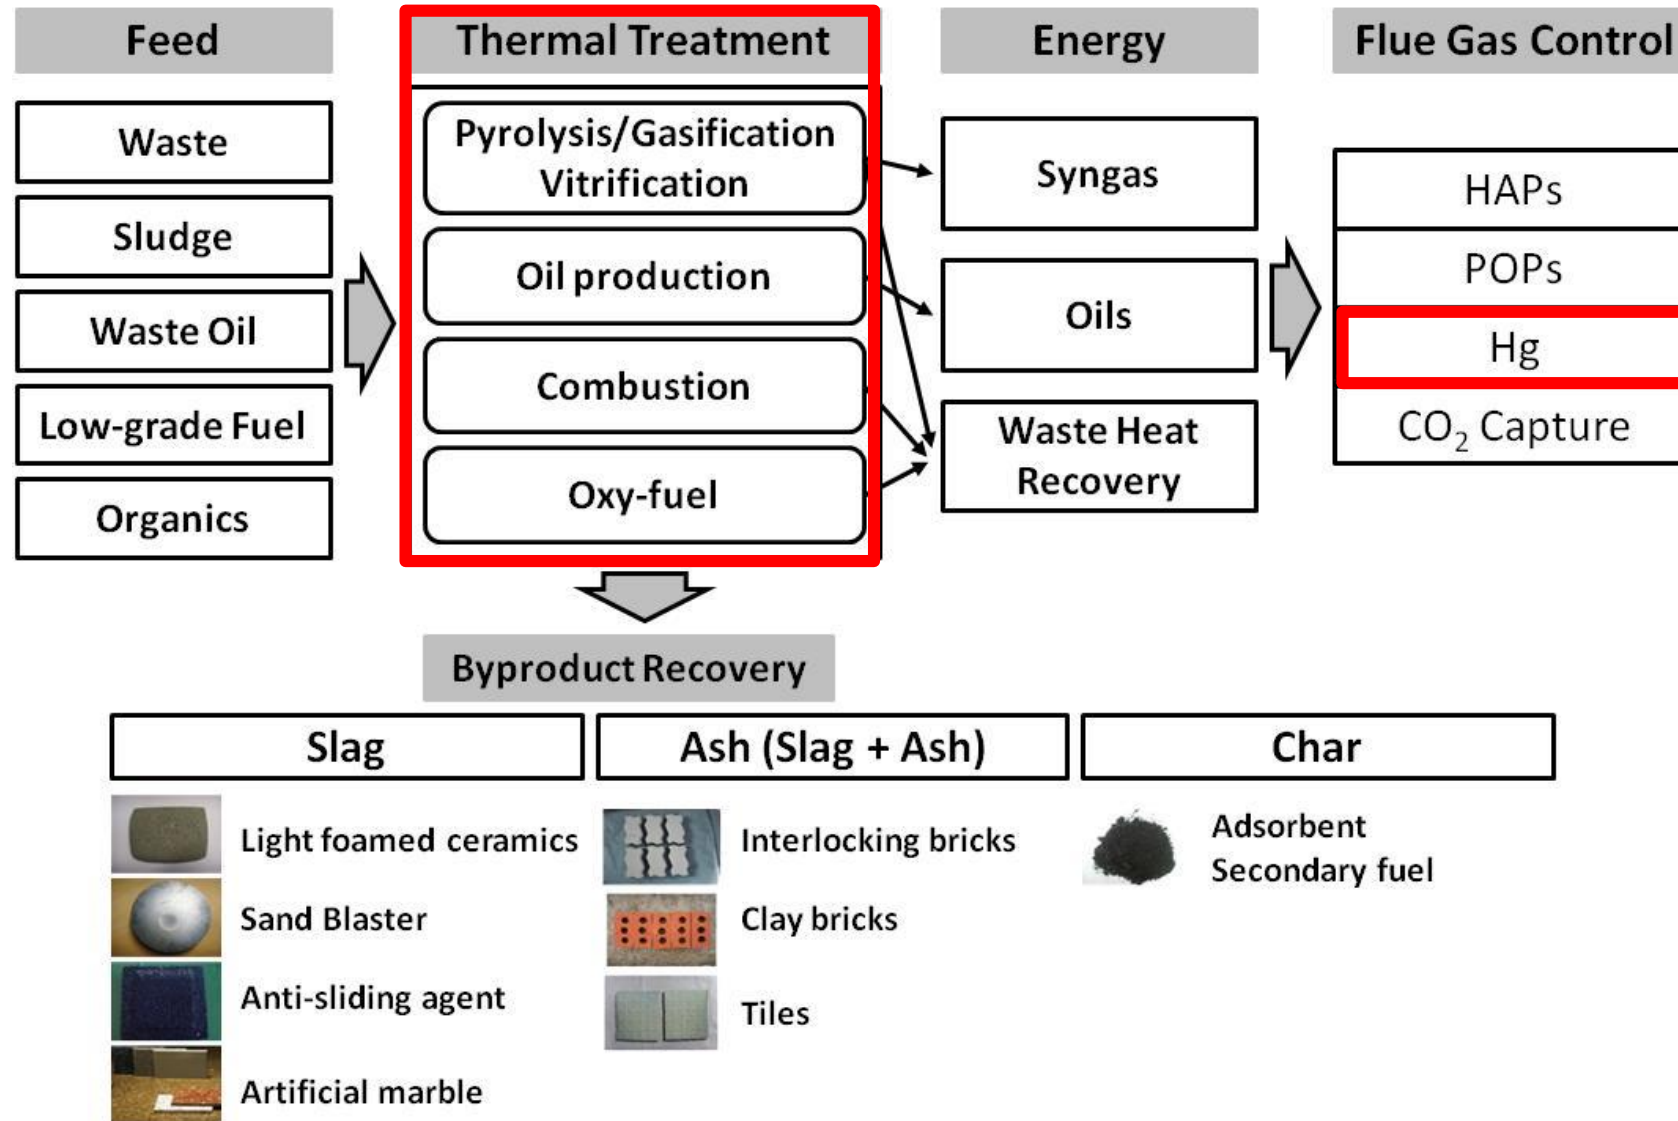 Feed
Waste
Sludge
Waste Oil
Low-grade Fuel
Organics
Thermal Treatment
Pyrolysis/Gasification
Vitrification
Oil production
Combustion
Oxy-fuel
Energy
Syngas
Oils
Waste Heat
Recovery
Flue Gas Control
HAPs
POPs
Hg
CO₂ Capture
Byproduct Recovery
Slag
Light foamed ceramics
Sand Blaster
Anti-sliding agent
Artificial marble
Ash (Slag + Ash)
Interlocking bricks
Clay bricks
Tiles
Char
Adsorbent
Secondary fuel